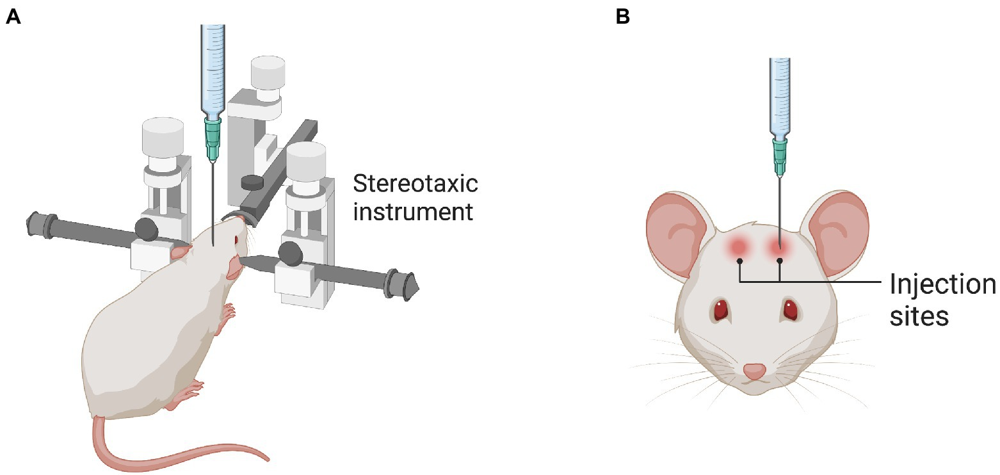 A
B
Stereotaxic
instrument
Injection
sites